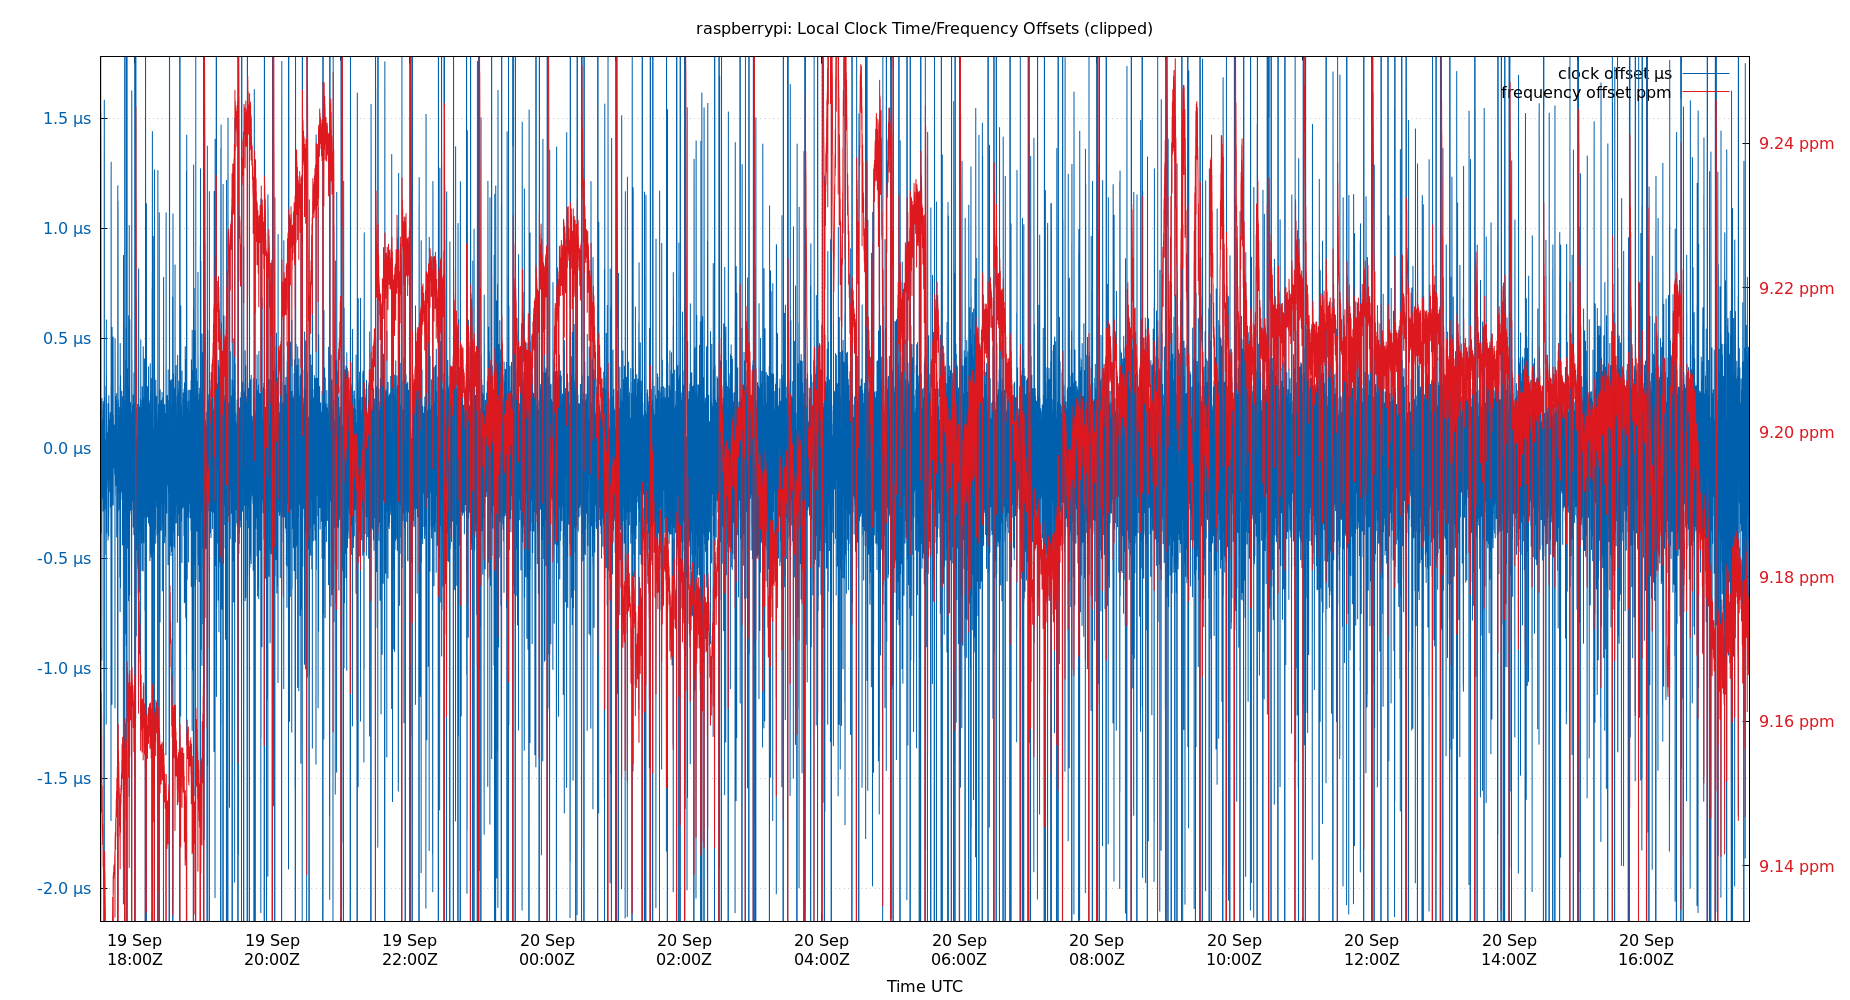 raspberrypi: Local Clock Time/Frequency Offsets (clipped)
clock offset µs
frequency offset ppm
1.5 µs
1.0 µs
0.5 µs
0.0 µs
-0.5 µs
-1.0 µs
-1.5 µs
-2.0 µs
9.24 ppm
9.22 ppm
9.20 ppm
9.18 ppm
9.16 ppm
9.14 ppm
19 Sep 19 Sep 19 Sep 20 Sep 20 Sep 20 Sep 20 Sep 20 Sep 20 Sep 20 Sep 20 Sep 20 Sep
18:00Z 20:00Z 22:00Z 00:00Z 02:00Z 04:00Z 06:00Z 08:00Z 10:00Z 12:00Z 14:00Z 16:00Z
Time UTC